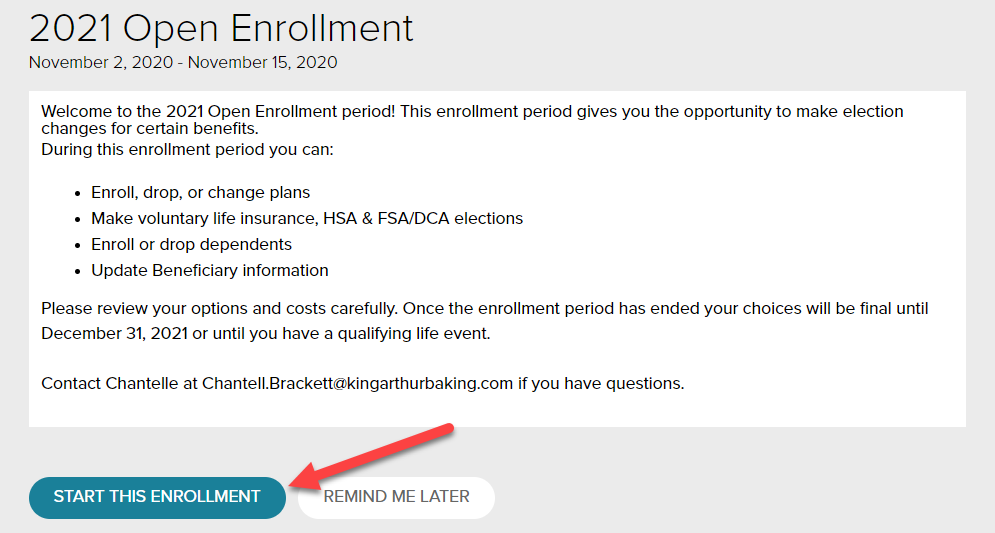 2021 Open Enrollment
November 2, 2020 - November 15, 2020
Welcome to the 2021 Open Enrollment period! This enrollment period gives you the opportunity to make election
changes for certain benefits.
During this enrollment period you can:
• Enroll, drop, or change plans
• Make voluntary life insurance, HSA & FSA/DCA elections
• Enroll or drop dependents
• Update Beneficiary information
Please review your options and costs carefully. Once the enrollment period has ended your choices will be final until
December 31, 2021 or until you have a qualifying life event.
Contact Chantelle at Chantell.Brackett@kingarthurbaking.com if you have questions.
START THIS ENROLLMENT
REMIND ME LATER